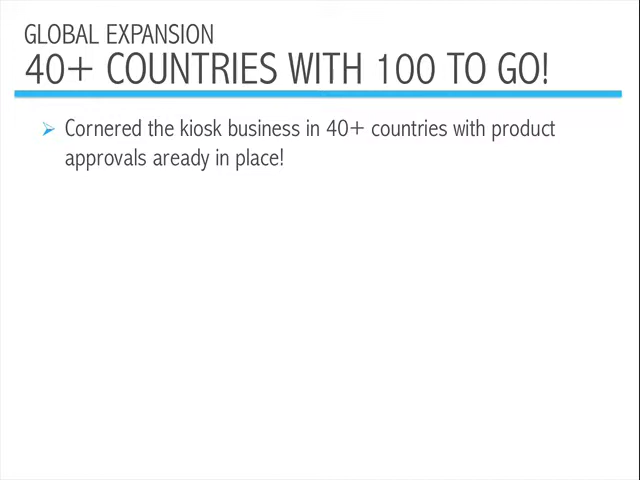 GLOBAL EXPANSION
40+ COUNTRIES WITH 100 TO GO!
Cornered the kiosk business in 40+ countries with product
approvals aready in place!